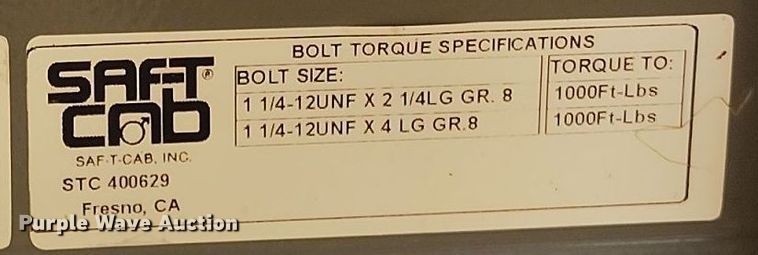 BOLT TORQUE SPECIFICATIONS
SAF-T®
CAB
SAF-T-CAB, INC.
STC 400629
Fresno, CA
BOLT SIZE: TORQUE TO:
1 1/4-12UNF X 2 1/4LG GR. 8 1000Ft-Lbs
1 1/4-12UNF X 4 LG GR.8 1000Ft-Lbs
Purple Wave Auction